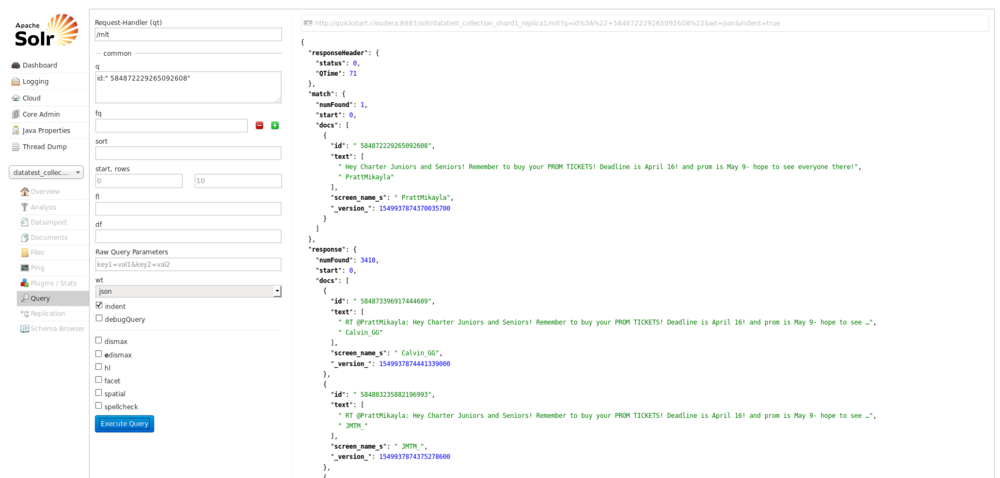 Apache
Solr
Dashboard
Logging
Cloud
Core Admin
Java Properties
Thread Dump
datatest_collec...
Overview
Analysis
Dataimport
Documents
Files
Ping
Plugins / Stats
Query
Replication
Schema Browser
Request-Handler (qt)
/mlt
common
q
id:" 584872229265092608"
fq
sort
start, rows
0 10
fl
df
Raw Query Parameters
key1=val1&key2=val2
wt
json
indent
debugQuery
dismax
edismax
hl
facet
spatial
spellcheck
Execute Query
http://quickstart.cloudera:8983/solr/datatest_collection_shard1_replica1/mlt?q=id%3A%22+584872229265092608%22&wt=json&indent=true
{
"responseHeader": {
"status": 0,
"QTime": 71
},
"match": {
"numFound": 1,
"start": 0,
"docs": [
{
"id": " 584872229265092608",
"text": [
" Hey Charter Juniors and Seniors! Remember to buy your PROM TICKETS! Deadline is April 16! and prom is May 9- hope to see everyone there!",
" PrattMikayla"
],
"screen_name_s": " PrattMikayla",
"_version_": 1549937874370035700
}
]
},
"response": {
"numFound": 3418,
"start": 0,
"docs": [
{
"id": " 584873396917444609",
"text": [
" RT @PrattMikayla: Hey Charter Juniors and Seniors! Remember to buy your PROM TICKETS! Deadline is April 16! and prom is May 9- hope to see …",
" Calvin_GG"
],
"screen_name_s": " Calvin_GG",
"_version_": 1549937874441339000
},
{
"id": " 584883235882196993",
"text": [
" RT @PrattMikayla: Hey Charter Juniors and Seniors! Remember to buy your PROM TICKETS! Deadline is April 16! and prom is May 9- hope to see …",
" JMTM_"
],
"screen_name_s": " JMTM_",
"_version_": 1549937874375278600
},
{